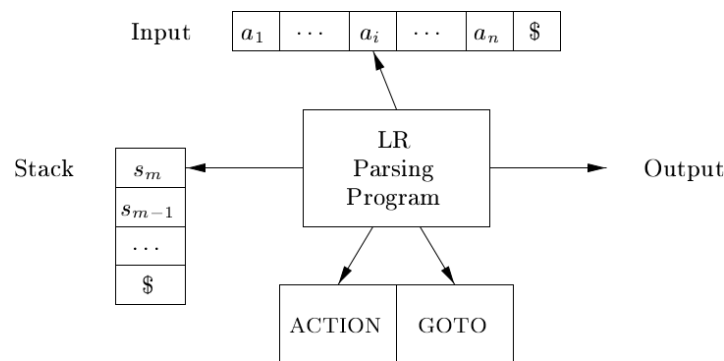 Input a₁ ⋯ aᵢ ⋯ aₙ $
LR
Parsing
Program
Stack
sₘ
sₘ₋₁
⋯
$
Output
ACTION GOTO